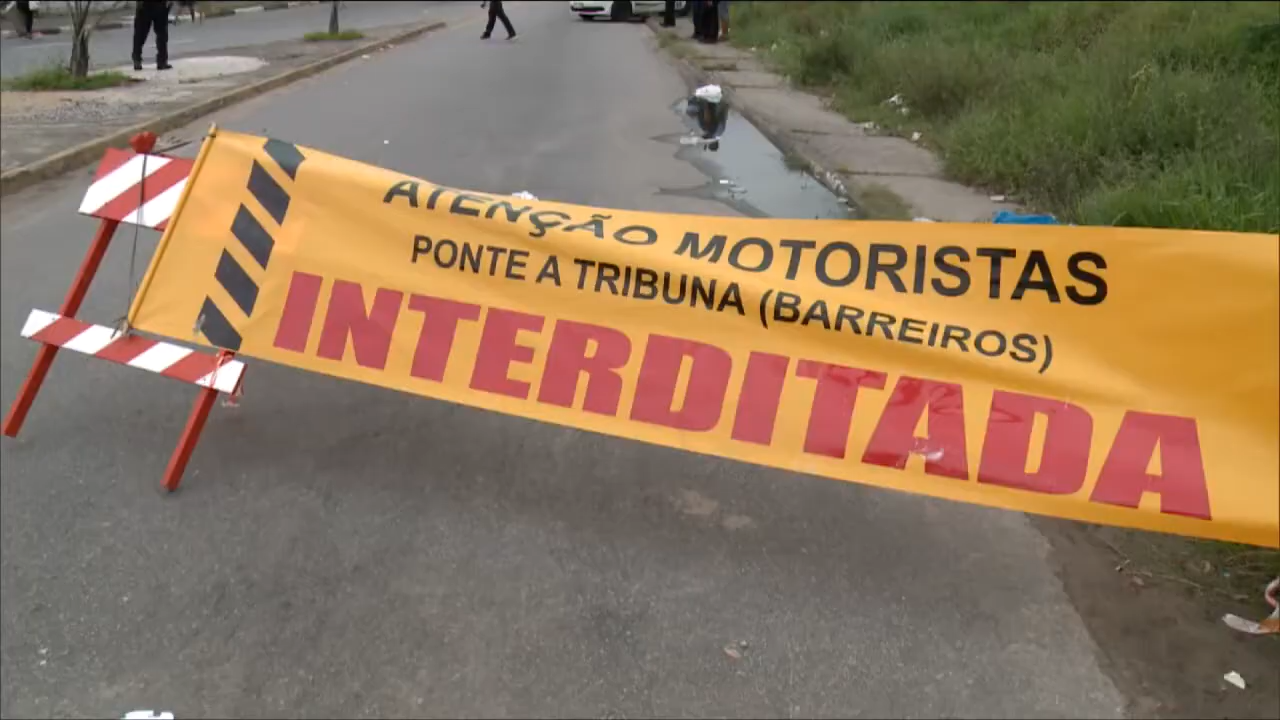 ATENÇÃO MOTORISTAS
PONTE A TRIBUNA (BARREIROS)
INTERDITADA